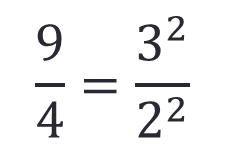 9/4 = 3²/2²